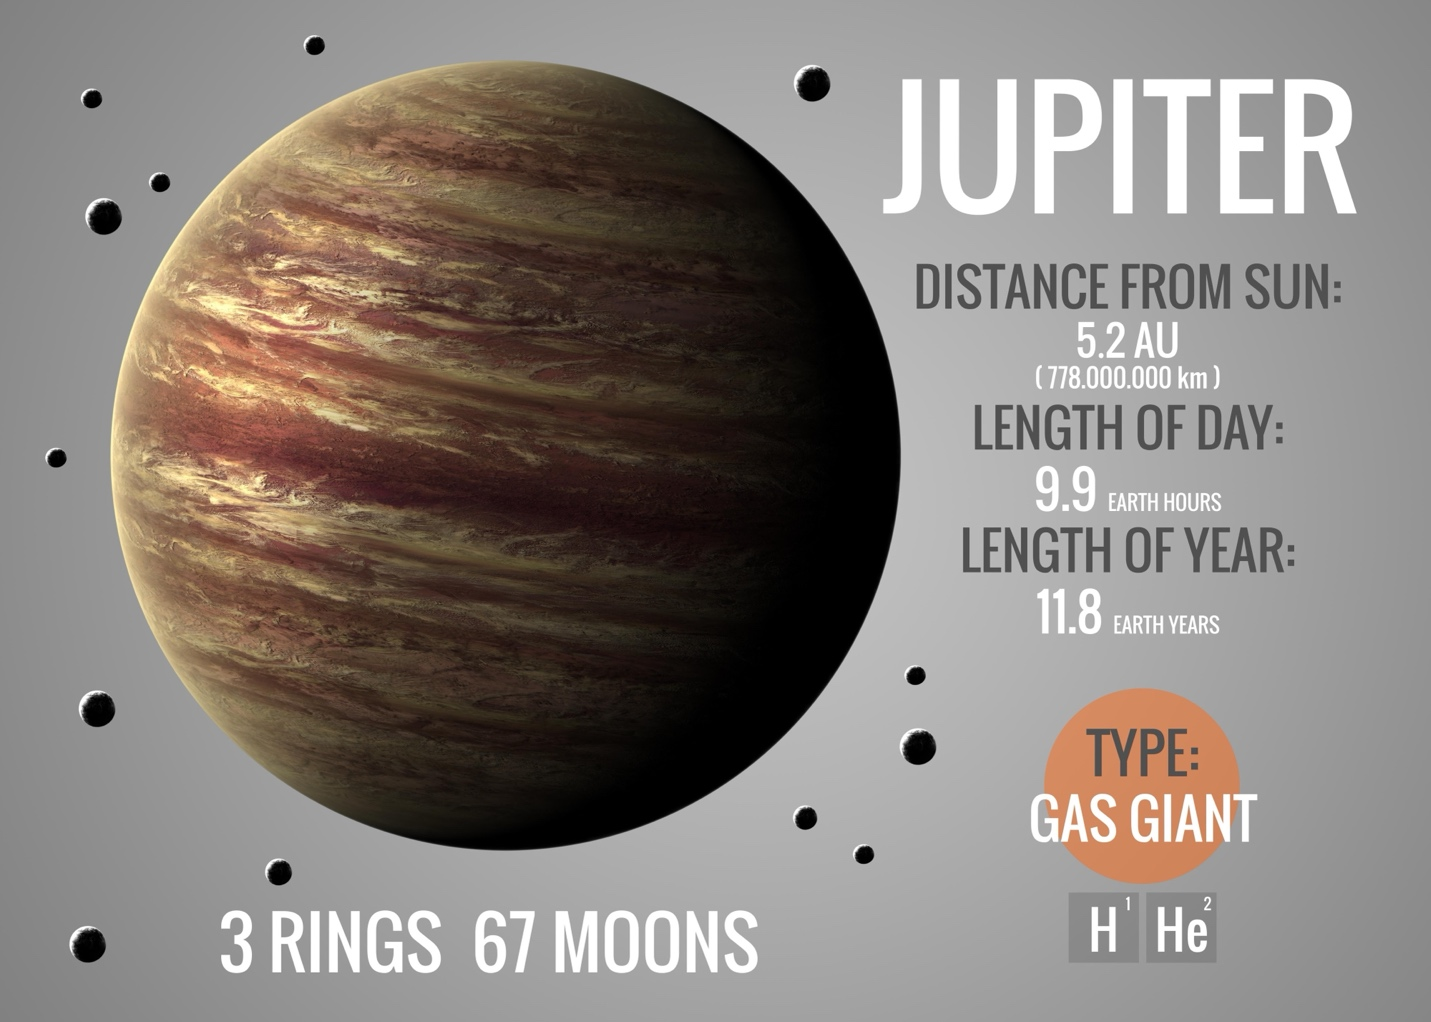 JUPITER
DISTANCE FROM SUN:
5.2 AU
( 778.000.000 km )
LENGTH OF DAY:
9.9 EARTH HOURS
LENGTH OF YEAR:
11.8 EARTH YEARS
TYPE:
GAS GIANT
H 1 He 2
3 RINGS 67 MOONS